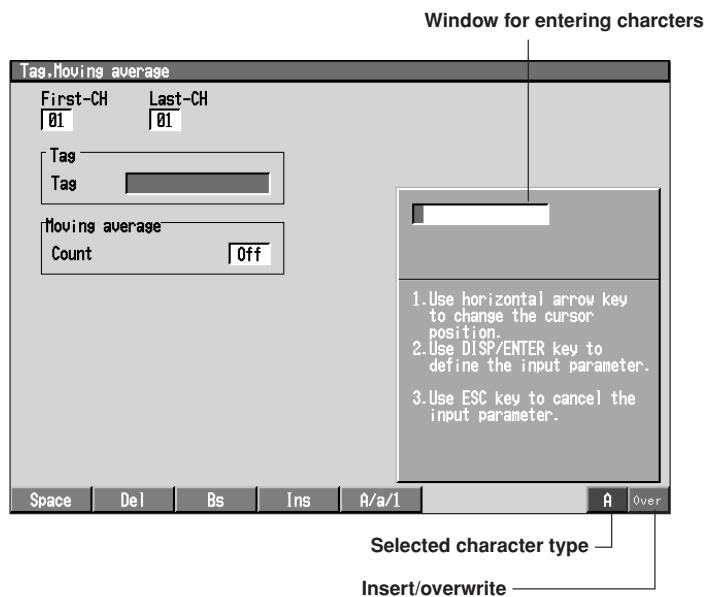 Window for entering charcters
Tag,Moving average
First-CH Last-CH
01 01
Tag
Tag
Moving average
Count Off
1.Use horizontal arrow key
to change the cursor
position.
2.Use DISP/ENTER key to
define the input parameter.
3.Use ESC key to cancel the
input parameter.
Space Del Bs Ins A/a/1 A Over
Selected character type
Insert/overwrite